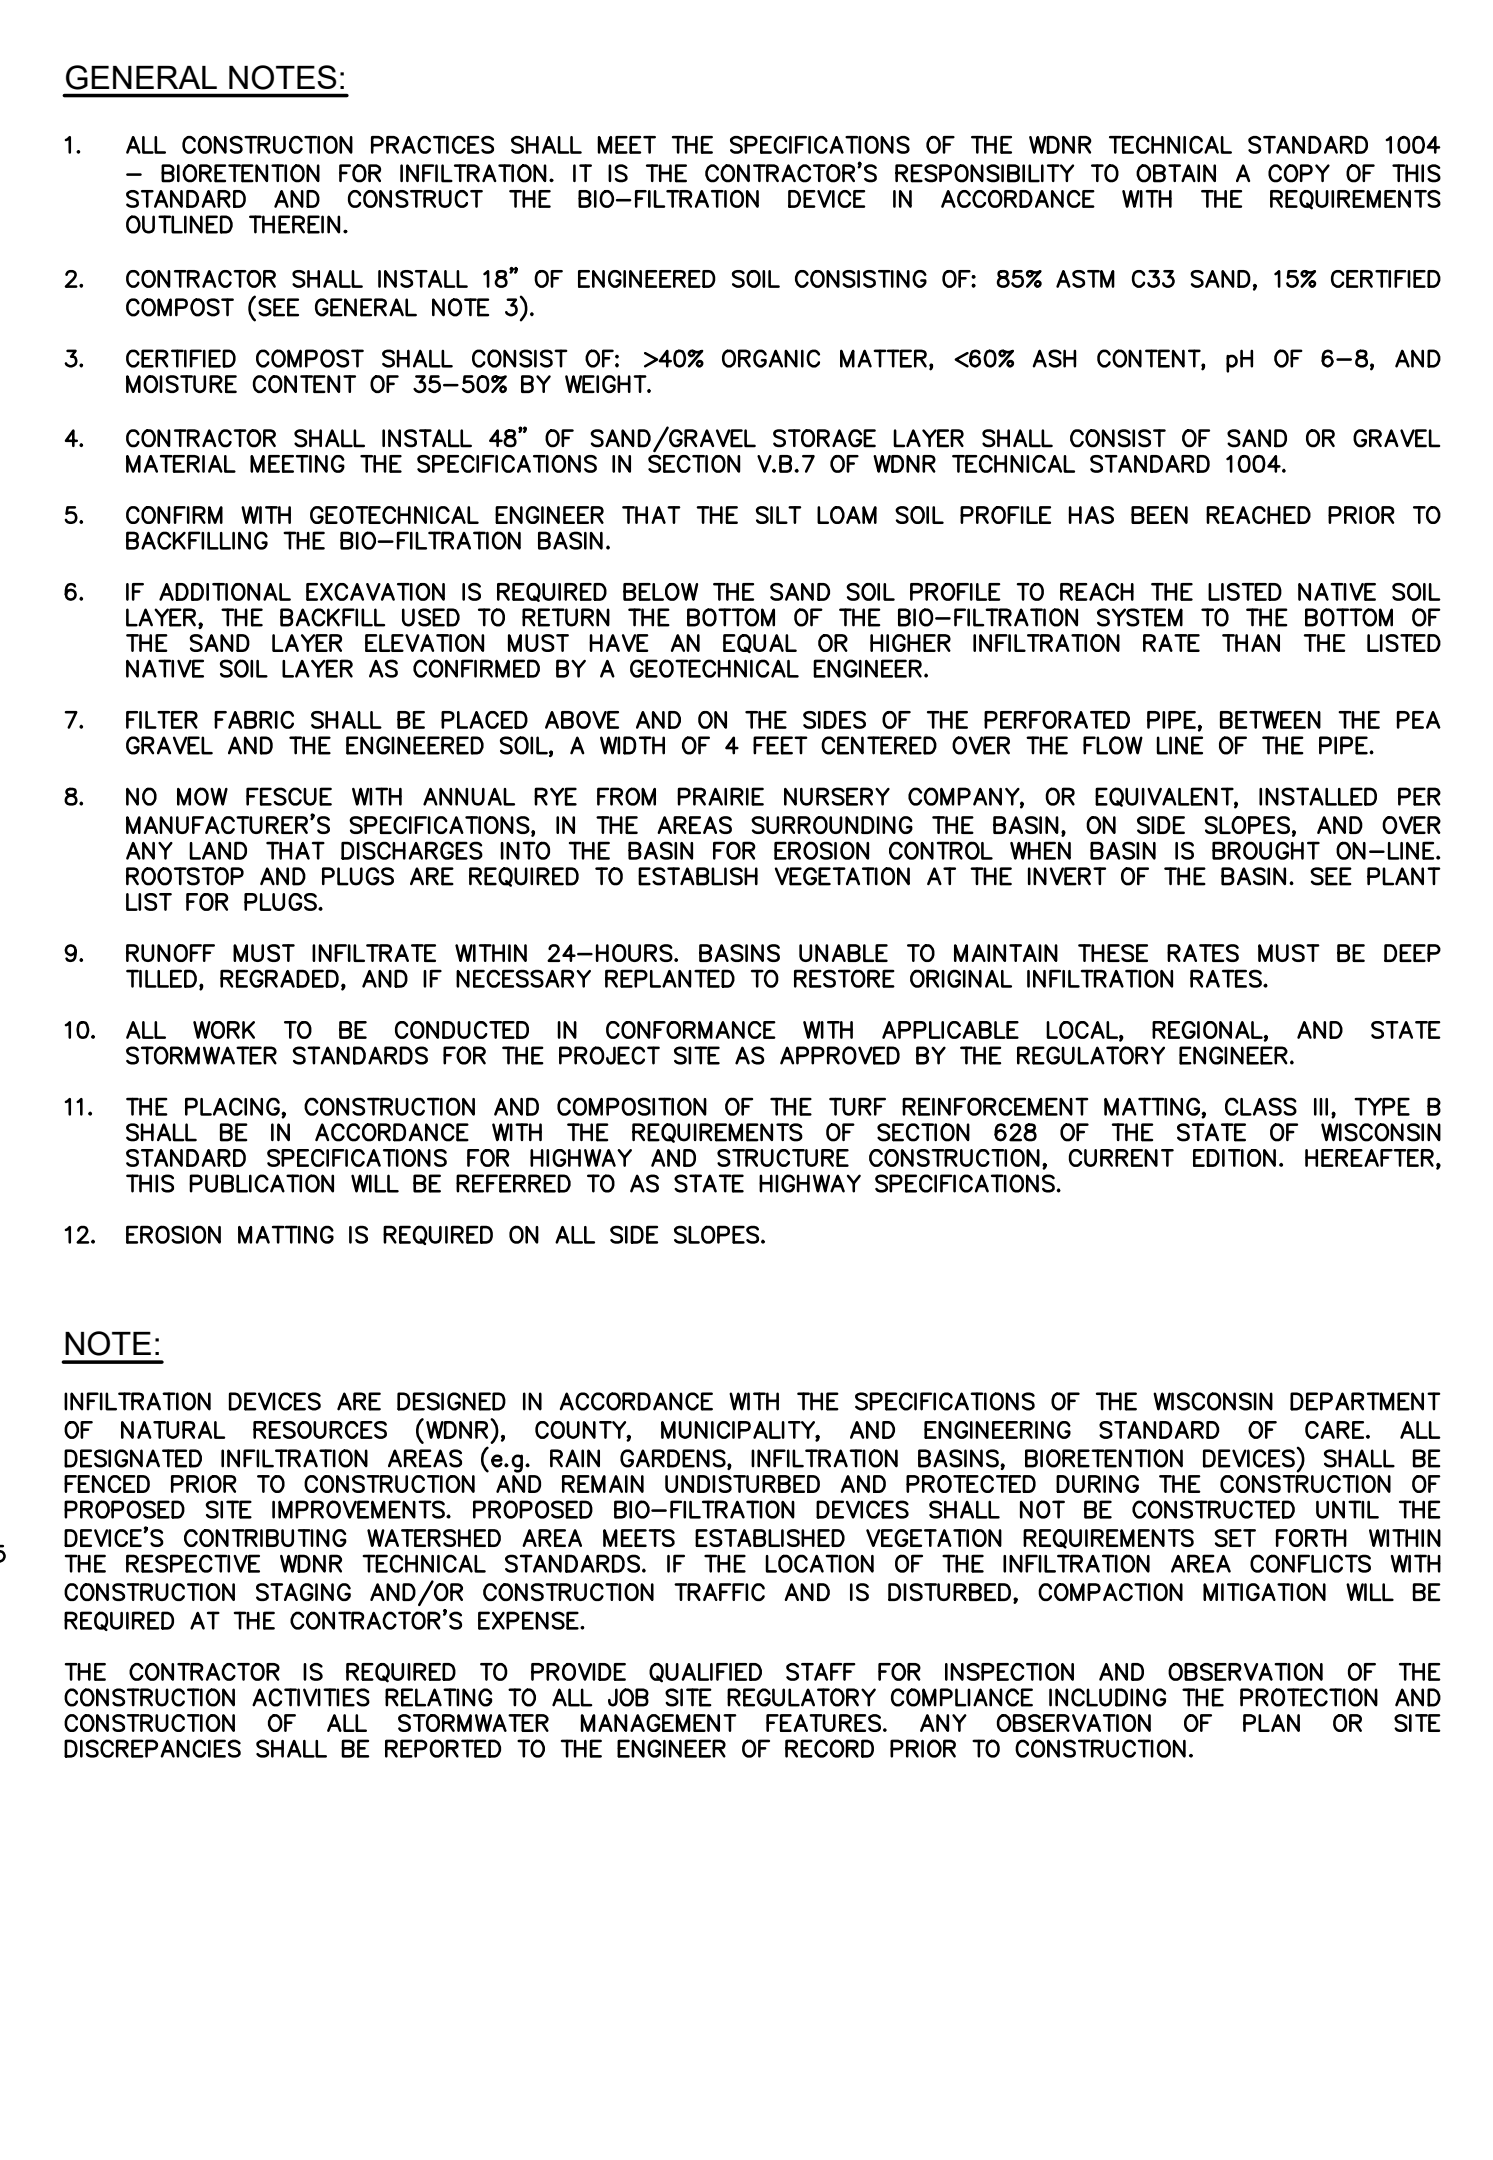 GENERAL NOTES:
1. ALL CONSTRUCTION PRACTICES SHALL MEET THE SPECIFICATIONS OF THE WDNR TECHNICAL STANDARD 1004
– BIORETENTION FOR INFILTRATION. IT IS THE CONTRACTOR'S RESPONSIBILITY TO OBTAIN A COPY OF THIS
STANDARD AND CONSTRUCT THE BIO–FILTRATION DEVICE IN ACCORDANCE WITH THE REQUIREMENTS
OUTLINED THEREIN.
2. CONTRACTOR SHALL INSTALL 18" OF ENGINEERED SOIL CONSISTING OF: 85% ASTM C33 SAND, 15% CERTIFIED
COMPOST (SEE GENERAL NOTE 3).
3. CERTIFIED COMPOST SHALL CONSIST OF: >40% ORGANIC MATTER, <60% ASH CONTENT, pH OF 6–8, AND
MOISTURE CONTENT OF 35–50% BY WEIGHT.
4. CONTRACTOR SHALL INSTALL 48" OF SAND/GRAVEL STORAGE LAYER SHALL CONSIST OF SAND OR GRAVEL
MATERIAL MEETING THE SPECIFICATIONS IN SECTION V.B.7 OF WDNR TECHNICAL STANDARD 1004.
5. CONFIRM WITH GEOTECHNICAL ENGINEER THAT THE SILT LOAM SOIL PROFILE HAS BEEN REACHED PRIOR TO
BACKFILLING THE BIO–FILTRATION BASIN.
6. IF ADDITIONAL EXCAVATION IS REQUIRED BELOW THE SAND SOIL PROFILE TO REACH THE LISTED NATIVE SOIL
LAYER, THE BACKFILL USED TO RETURN THE BOTTOM OF THE BIO–FILTRATION SYSTEM TO THE BOTTOM OF
THE SAND LAYER ELEVATION MUST HAVE AN EQUAL OR HIGHER INFILTRATION RATE THAN THE LISTED
NATIVE SOIL LAYER AS CONFIRMED BY A GEOTECHNICAL ENGINEER.
7. FILTER FABRIC SHALL BE PLACED ABOVE AND ON THE SIDES OF THE PERFORATED PIPE, BETWEEN THE PEA
GRAVEL AND THE ENGINEERED SOIL, A WIDTH OF 4 FEET CENTERED OVER THE FLOW LINE OF THE PIPE.
8. NO MOW FESCUE WITH ANNUAL RYE FROM PRAIRIE NURSERY COMPANY, OR EQUIVALENT, INSTALLED PER
MANUFACTURER'S SPECIFICATIONS, IN THE AREAS SURROUNDING THE BASIN, ON SIDE SLOPES, AND OVER
ANY LAND THAT DISCHARGES INTO THE BASIN FOR EROSION CONTROL WHEN BASIN IS BROUGHT ON–LINE.
ROOTSTOP AND PLUGS ARE REQUIRED TO ESTABLISH VEGETATION AT THE INVERT OF THE BASIN. SEE PLANT
LIST FOR PLUGS.
9. RUNOFF MUST INFILTRATE WITHIN 24–HOURS. BASINS UNABLE TO MAINTAIN THESE RATES MUST BE DEEP
TILLED, REGRADED, AND IF NECESSARY REPLANTED TO RESTORE ORIGINAL INFILTRATION RATES.
10. ALL WORK TO BE CONDUCTED IN CONFORMANCE WITH APPLICABLE LOCAL, REGIONAL, AND STATE
STORMWATER STANDARDS FOR THE PROJECT SITE AS APPROVED BY THE REGULATORY ENGINEER.
11. THE PLACING, CONSTRUCTION AND COMPOSITION OF THE TURF REINFORCEMENT MATTING, CLASS III, TYPE B
SHALL BE IN ACCORDANCE WITH THE REQUIREMENTS OF SECTION 628 OF THE STATE OF WISCONSIN
STANDARD SPECIFICATIONS FOR HIGHWAY AND STRUCTURE CONSTRUCTION, CURRENT EDITION. HEREAFTER,
THIS PUBLICATION WILL BE REFERRED TO AS STATE HIGHWAY SPECIFICATIONS.
12. EROSION MATTING IS REQUIRED ON ALL SIDE SLOPES.
NOTE:
INFILTRATION DEVICES ARE DESIGNED IN ACCORDANCE WITH THE SPECIFICATIONS OF THE WISCONSIN DEPARTMENT
OF NATURAL RESOURCES (WDNR), COUNTY, MUNICIPALITY, AND ENGINEERING STANDARD OF CARE. ALL
DESIGNATED INFILTRATION AREAS (e.g. RAIN GARDENS, INFILTRATION BASINS, BIORETENTION DEVICES) SHALL BE
FENCED PRIOR TO CONSTRUCTION AND REMAIN UNDISTURBED AND PROTECTED DURING THE CONSTRUCTION OF
PROPOSED SITE IMPROVEMENTS. PROPOSED BIO–FILTRATION DEVICES SHALL NOT BE CONSTRUCTED UNTIL THE
DEVICE'S CONTRIBUTING WATERSHED AREA MEETS ESTABLISHED VEGETATION REQUIREMENTS SET FORTH WITHIN
THE RESPECTIVE WDNR TECHNICAL STANDARDS. IF THE LOCATION OF THE INFILTRATION AREA CONFLICTS WITH
CONSTRUCTION STAGING AND/OR CONSTRUCTION TRAFFIC AND IS DISTURBED, COMPACTION MITIGATION WILL BE
REQUIRED AT THE CONTRACTOR'S EXPENSE.
THE CONTRACTOR IS REQUIRED TO PROVIDE QUALIFIED STAFF FOR INSPECTION AND OBSERVATION OF THE
CONSTRUCTION ACTIVITIES RELATING TO ALL JOB SITE REGULATORY COMPLIANCE INCLUDING THE PROTECTION AND
CONSTRUCTION OF ALL STORMWATER MANAGEMENT FEATURES. ANY OBSERVATION OF PLAN OR SITE
DISCREPANCIES SHALL BE REPORTED TO THE ENGINEER OF RECORD PRIOR TO CONSTRUCTION.